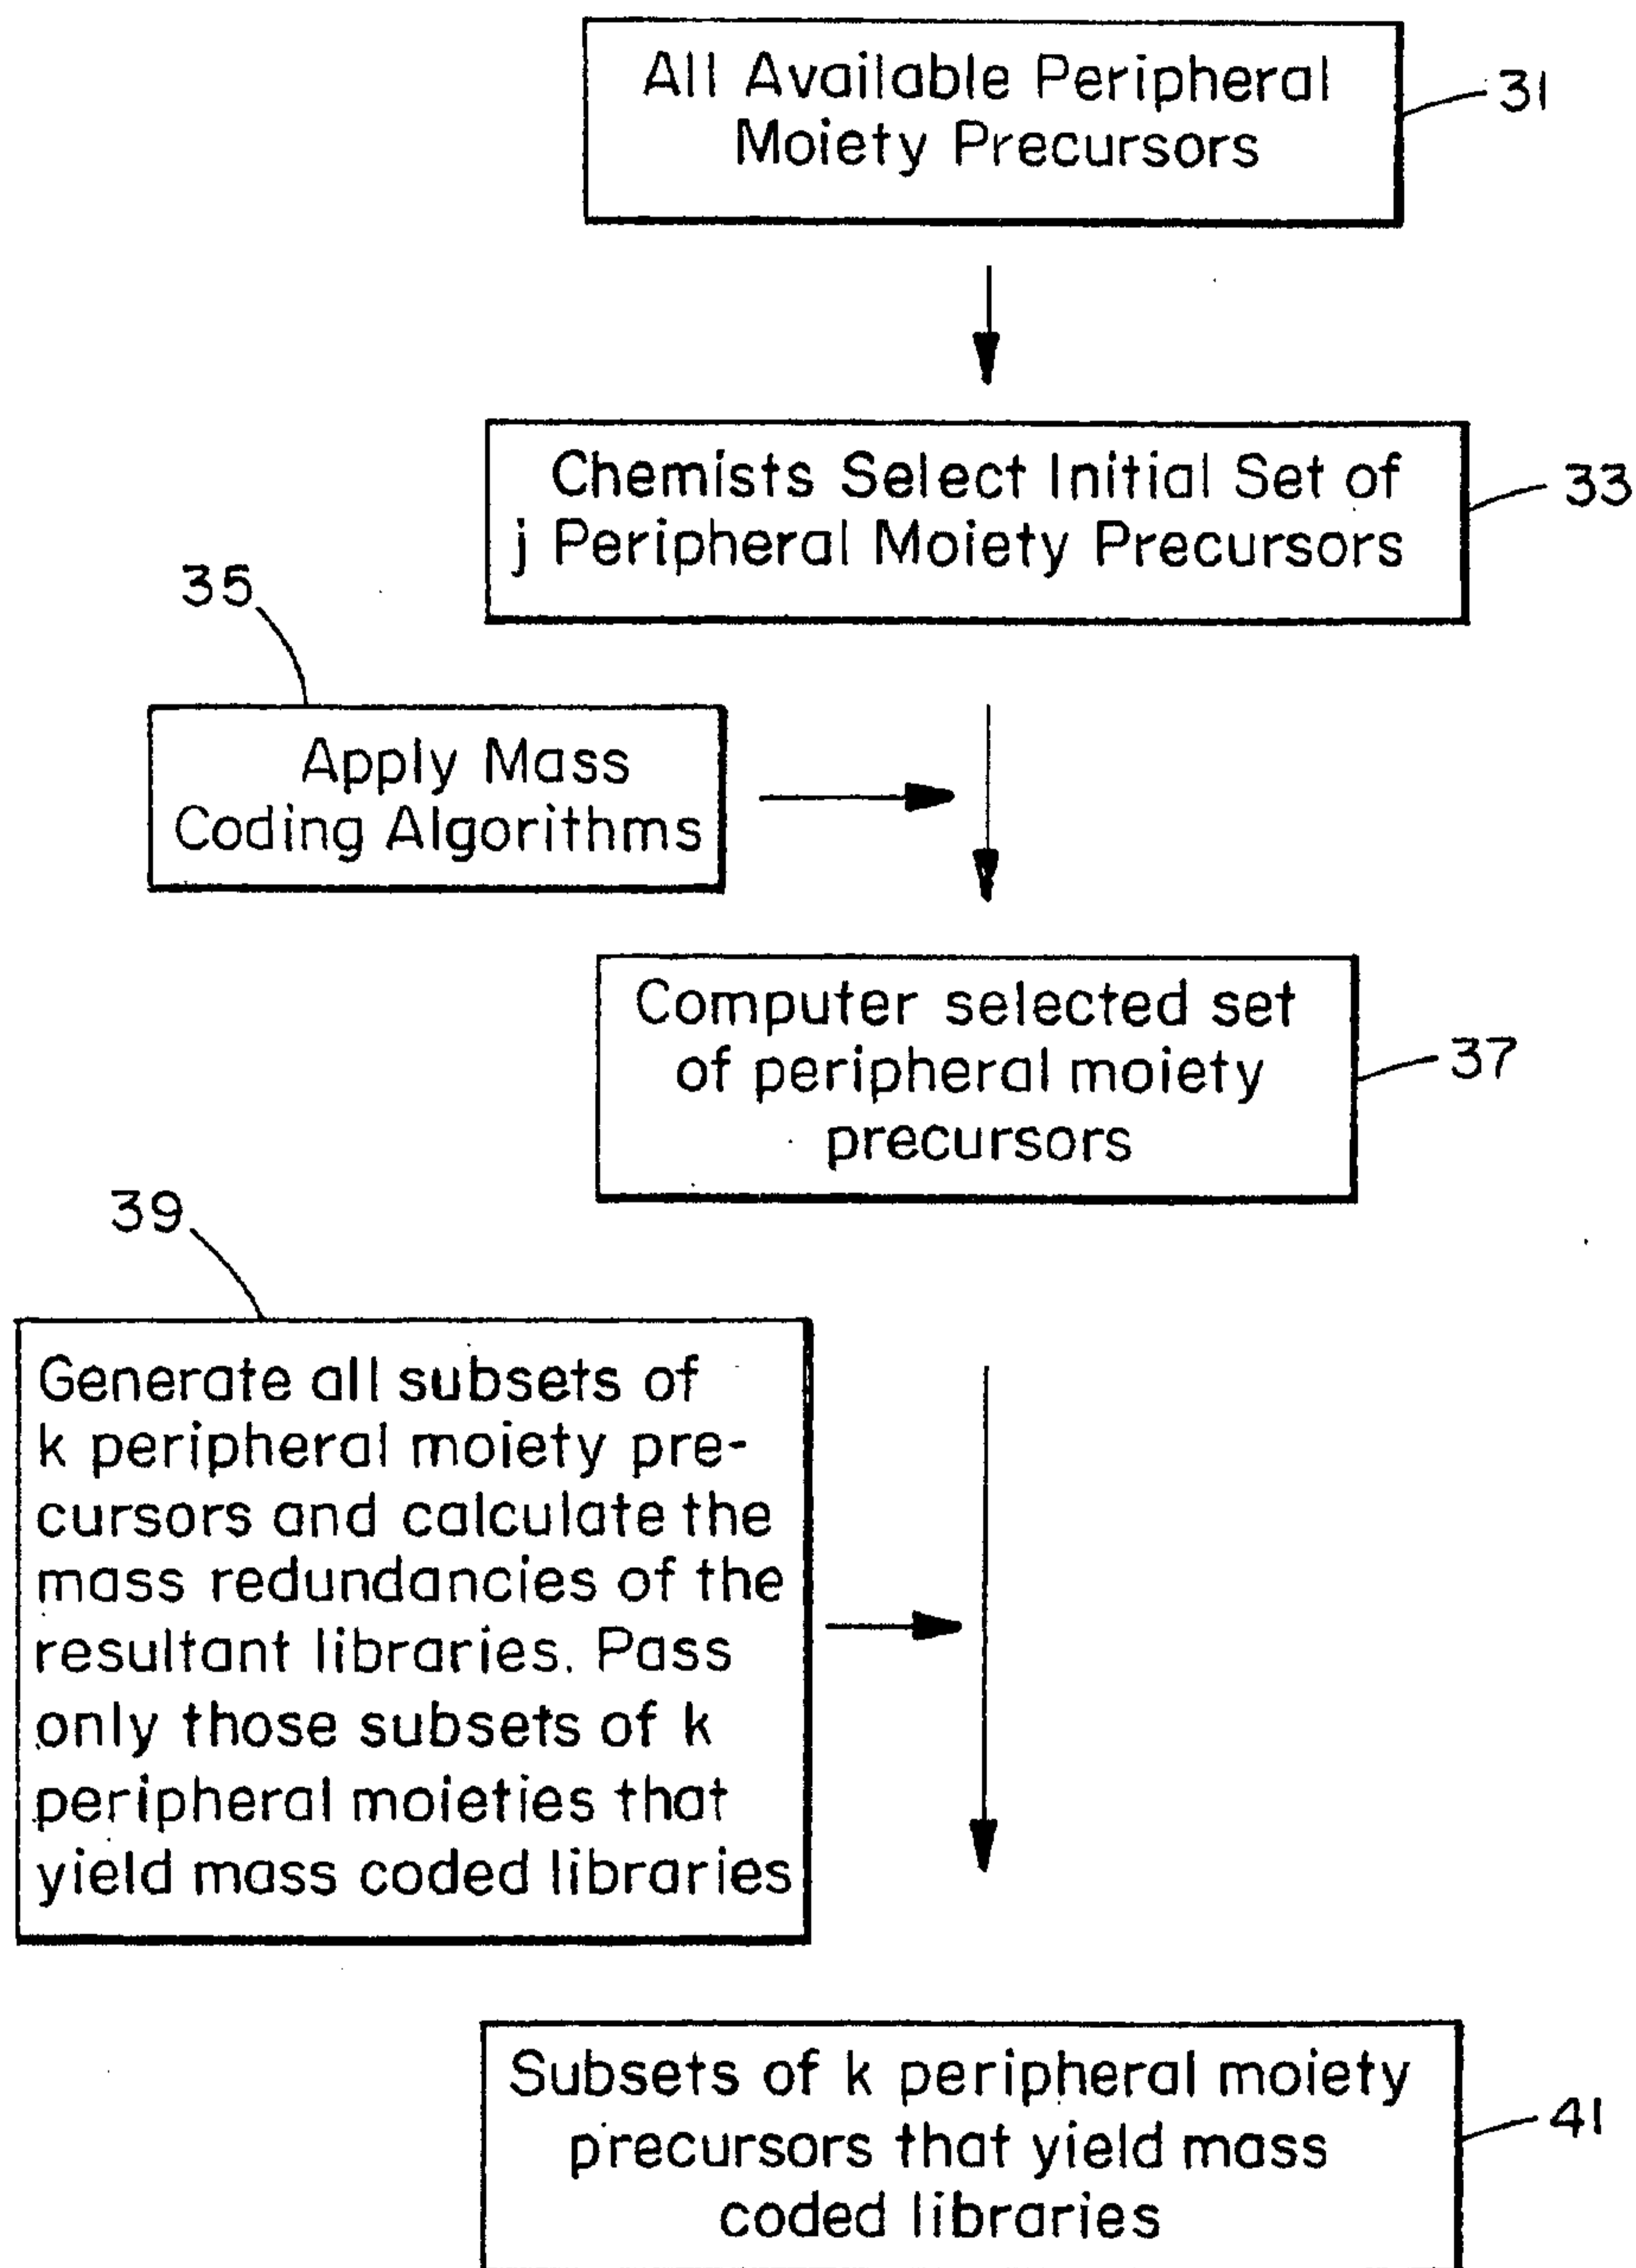 All Available Peripheral
Moiety Precursors
31
Chemists Select Initial Set of
j Peripheral Moiety Precursors
33
35
Apply Mass
Coding Algorithms
Computer selected set
of peripheral moiety
precursors
37
39
Generate all subsets of
k peripheral moiety pre-
cursors and calculate the
mass redundancies of the
resultant libraries. Pass
only those subsets of k
peripheral moieties that
yield mass coded libraries
Subsets of k peripheral moiety
precursors that yield mass
coded libraries
41